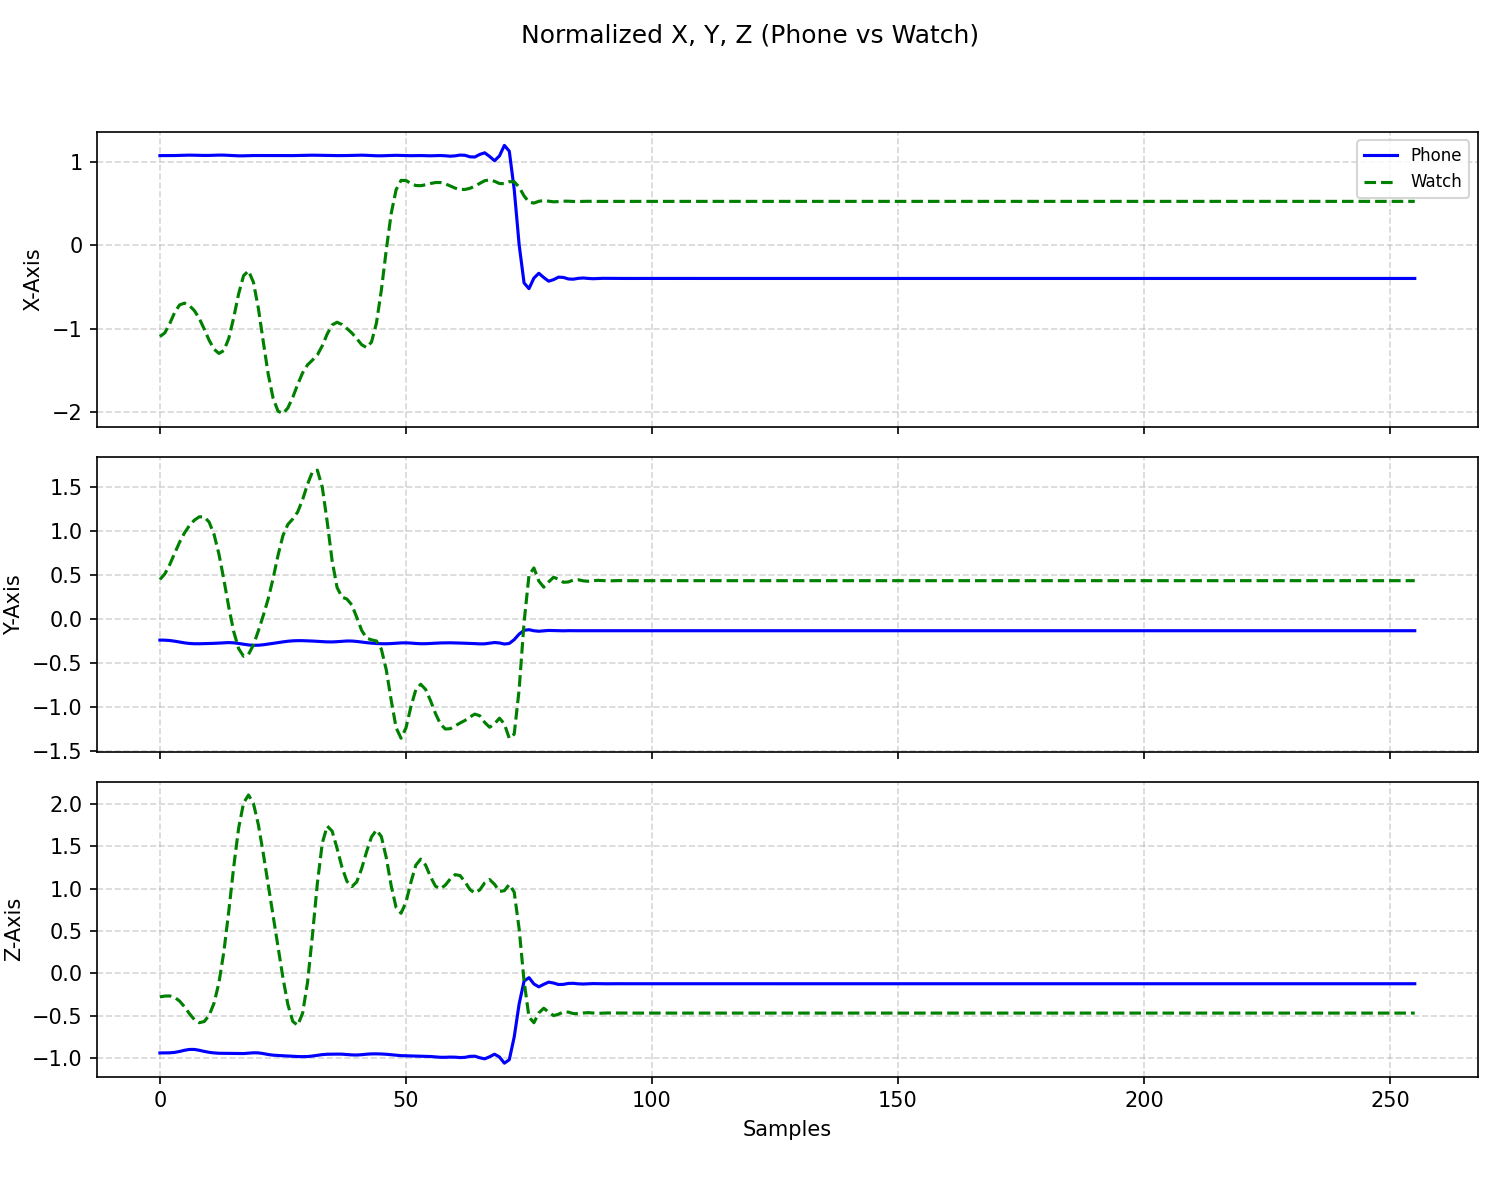 Normalized X, Y, Z (Phone vs Watch)
Phone
Watch
X-Axis
1
0
−1
−2
Y-Axis
1.5
1.0
0.5
0.0
−0.5
−1.0
−1.5
Z-Axis
2.0
1.5
1.0
0.5
0.0
−0.5
−1.0
0 50 100 150 200 250
Samples